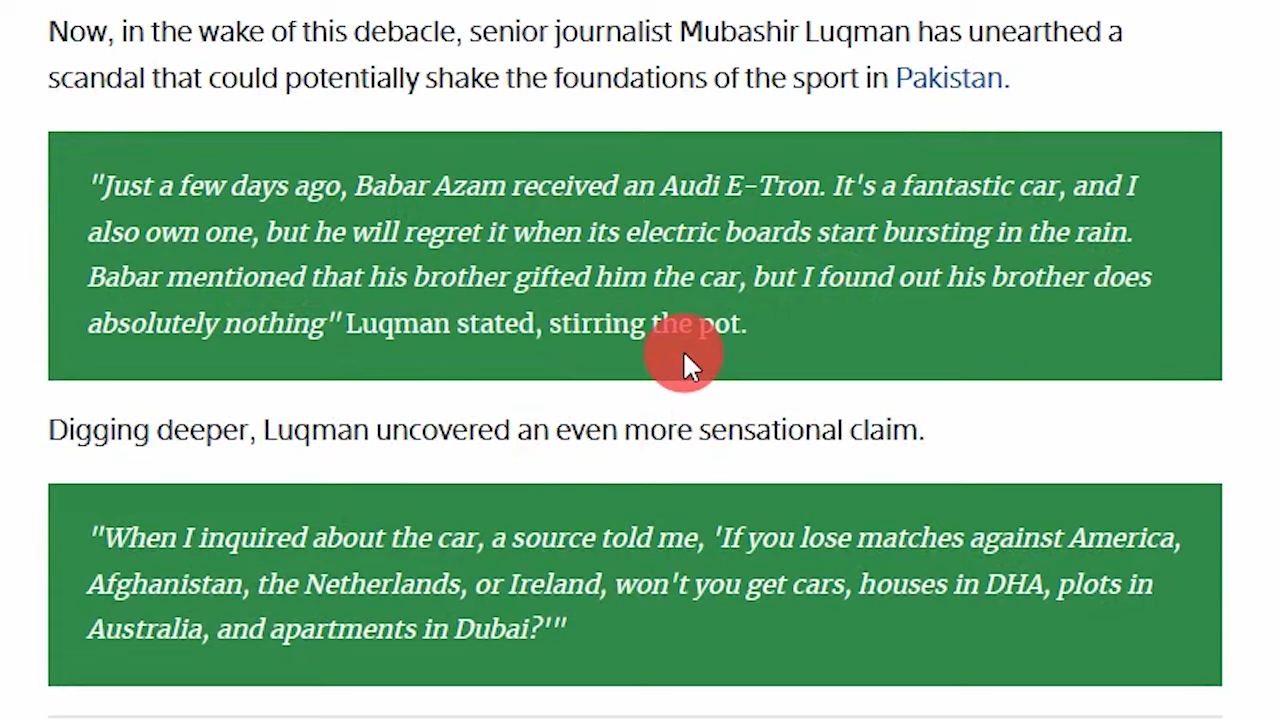 Now, in the wake of this debacle, senior journalist Mubashir Luqman has unearthed a
scandal that could potentially shake the foundations of the sport in Pakistan.
"Just a few days ago, Babar Azam received an Audi E-Tron. It's a fantastic car, and I
also own one, but he will regret it when its electric boards start bursting in the rain.
Babar mentioned that his brother gifted him the car, but I found out his brother does
absolutely nothing" Luqman stated, stirring the pot.
Digging deeper, Luqman uncovered an even more sensational claim.
"When I inquired about the car, a source told me, 'If you lose matches against America,
Afghanistan, the Netherlands, or Ireland, won't you get cars, houses in DHA, plots in
Australia, and apartments in Dubai?'"